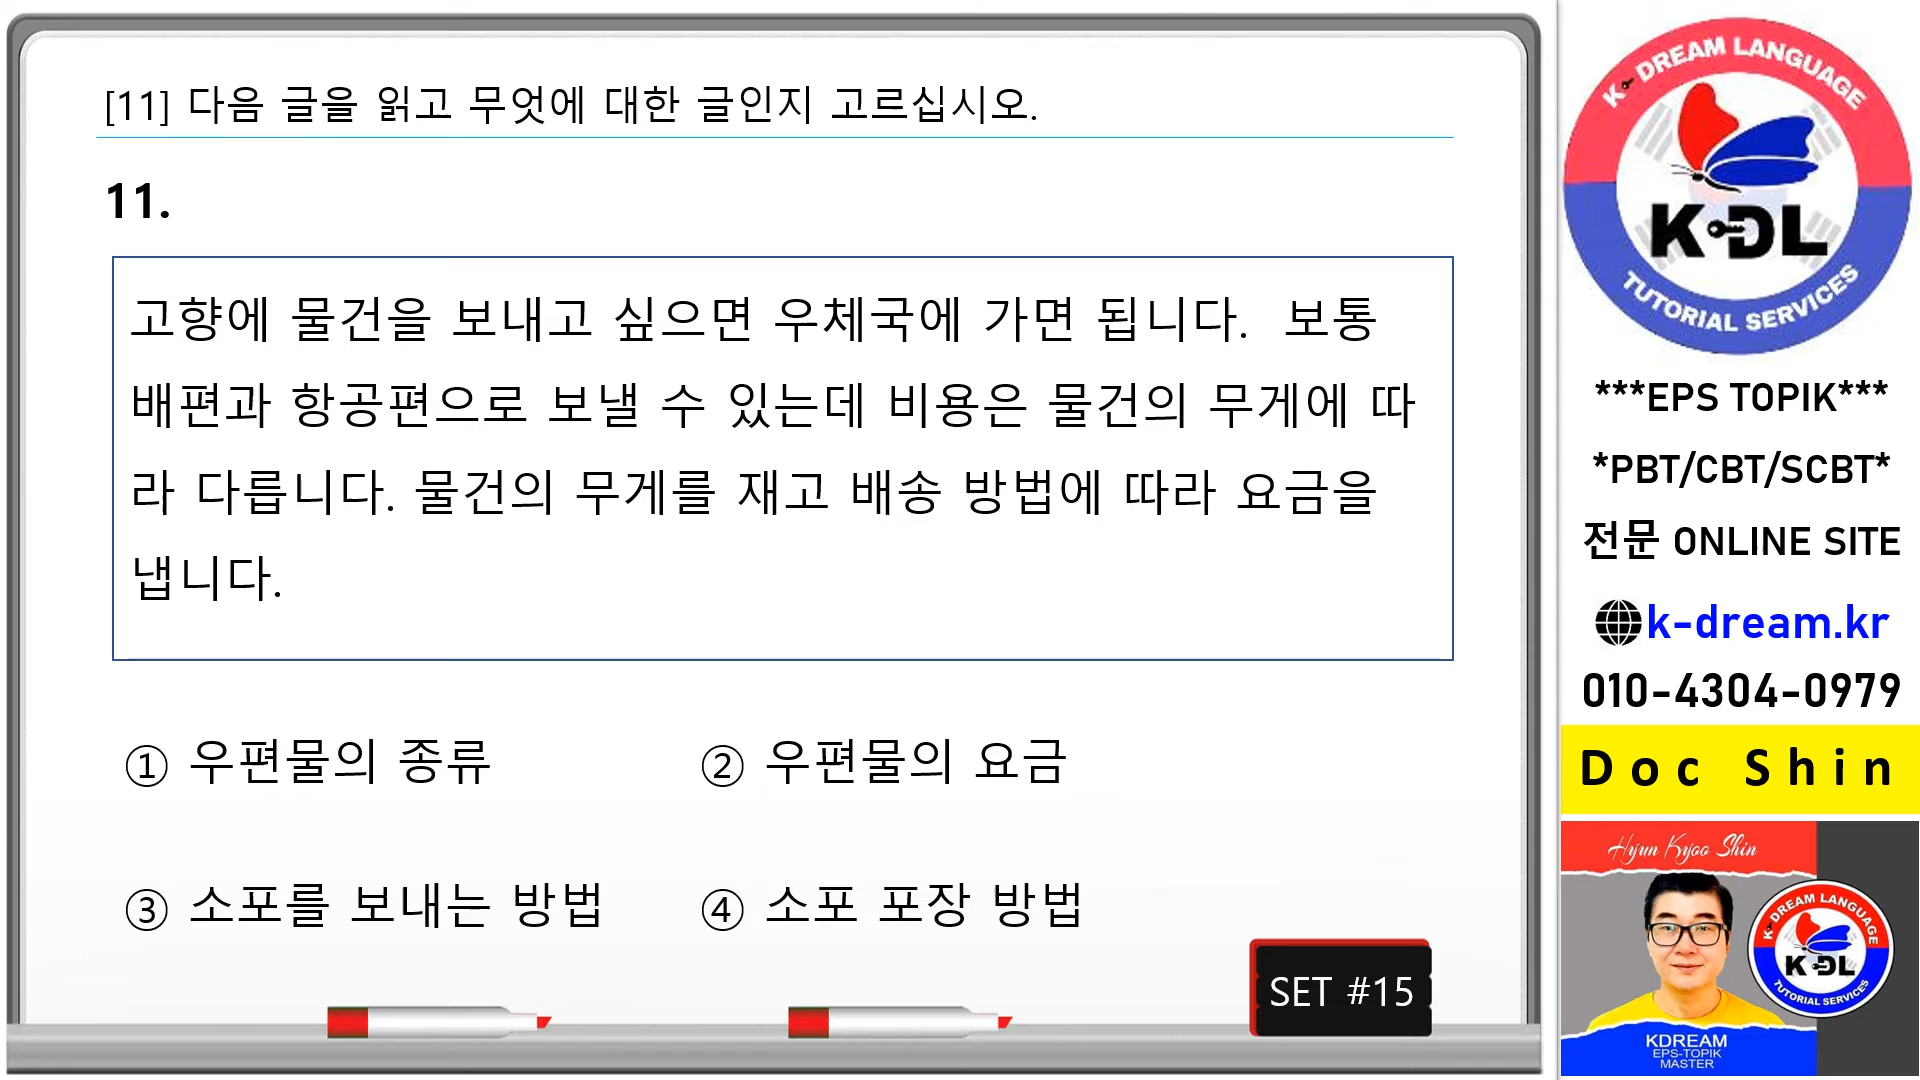 [11] 다음 글을 읽고 무엇에 대한 글인지 고르십시오.
11.
고향에 물건을 보내고 싶으면 우체국에 가면 됩니다. 보통
배편과 항공편으로 보낼 수 있는데 비용은 물건의 무게에 따
라 다릅니다. 물건의 무게를 재고 배송 방법에 따라 요금을
냅니다.
① 우편물의 종류 ② 우편물의 요금
③ 소포를 보내는 방법 ④ 소포 포장 방법
SET #15
K-DREAM LANGUAGE
K-DL
TUTORIAL SERVICES
***EPS TOPIK***
*PBT/CBT/SCBT*
전문 ONLINE SITE
k-dream.kr
010-4304-0979
Doc Shin
Hyun Kyoo Shin
K-DREAM LANGUAGE
K-DL
TUTORIAL SERVICES
KDREAM
EPS-TOPIK
MASTER